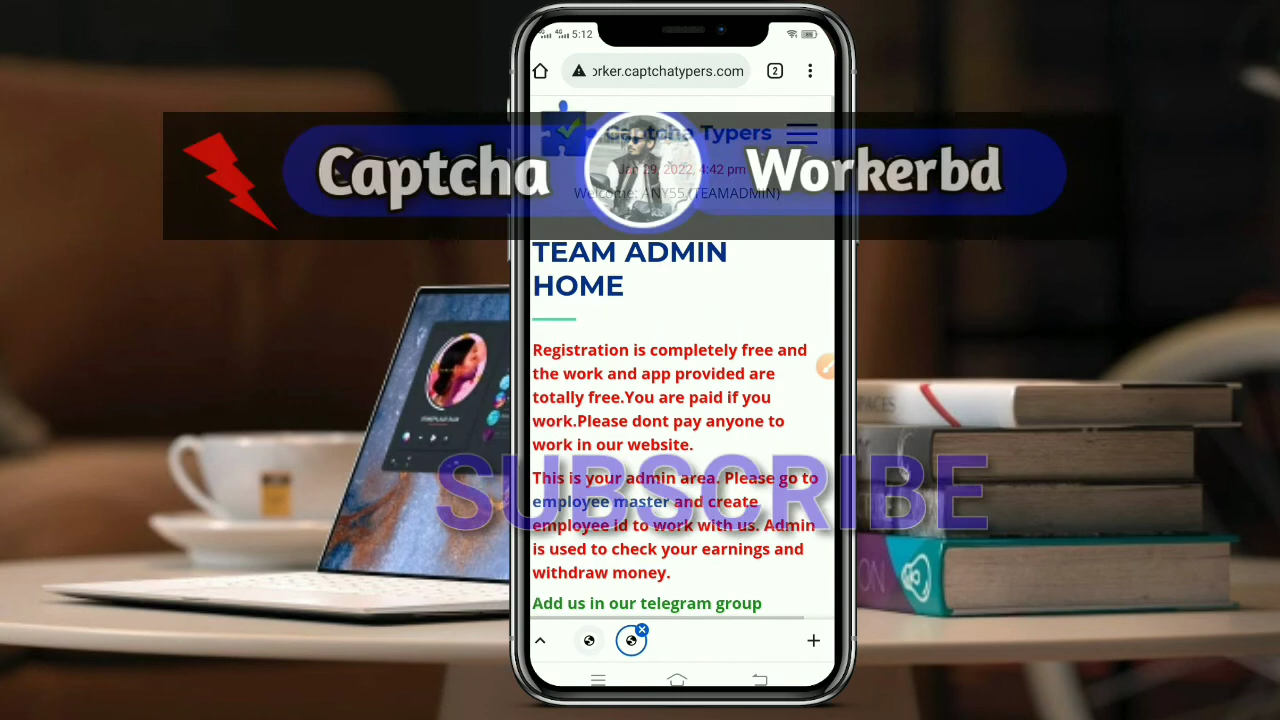 5:12
orker.captchatypers.com
2
Captcha Typers
Captcha Workerbd
Jan 29, 2022, 4:42 pm
Welcome: ANY55 (TEAMADMIN)
TEAM ADMIN
HOME
Registration is completely free and
the work and app provided are
totally free.You are paid if you
work.Please dont pay anyone to
work in our website.
This is your admin area. Please go to
employee master and create
SUBSCRIBE
employee id to work with us. Admin
is used to check your earnings and
withdraw money.
Add us in our telegram group